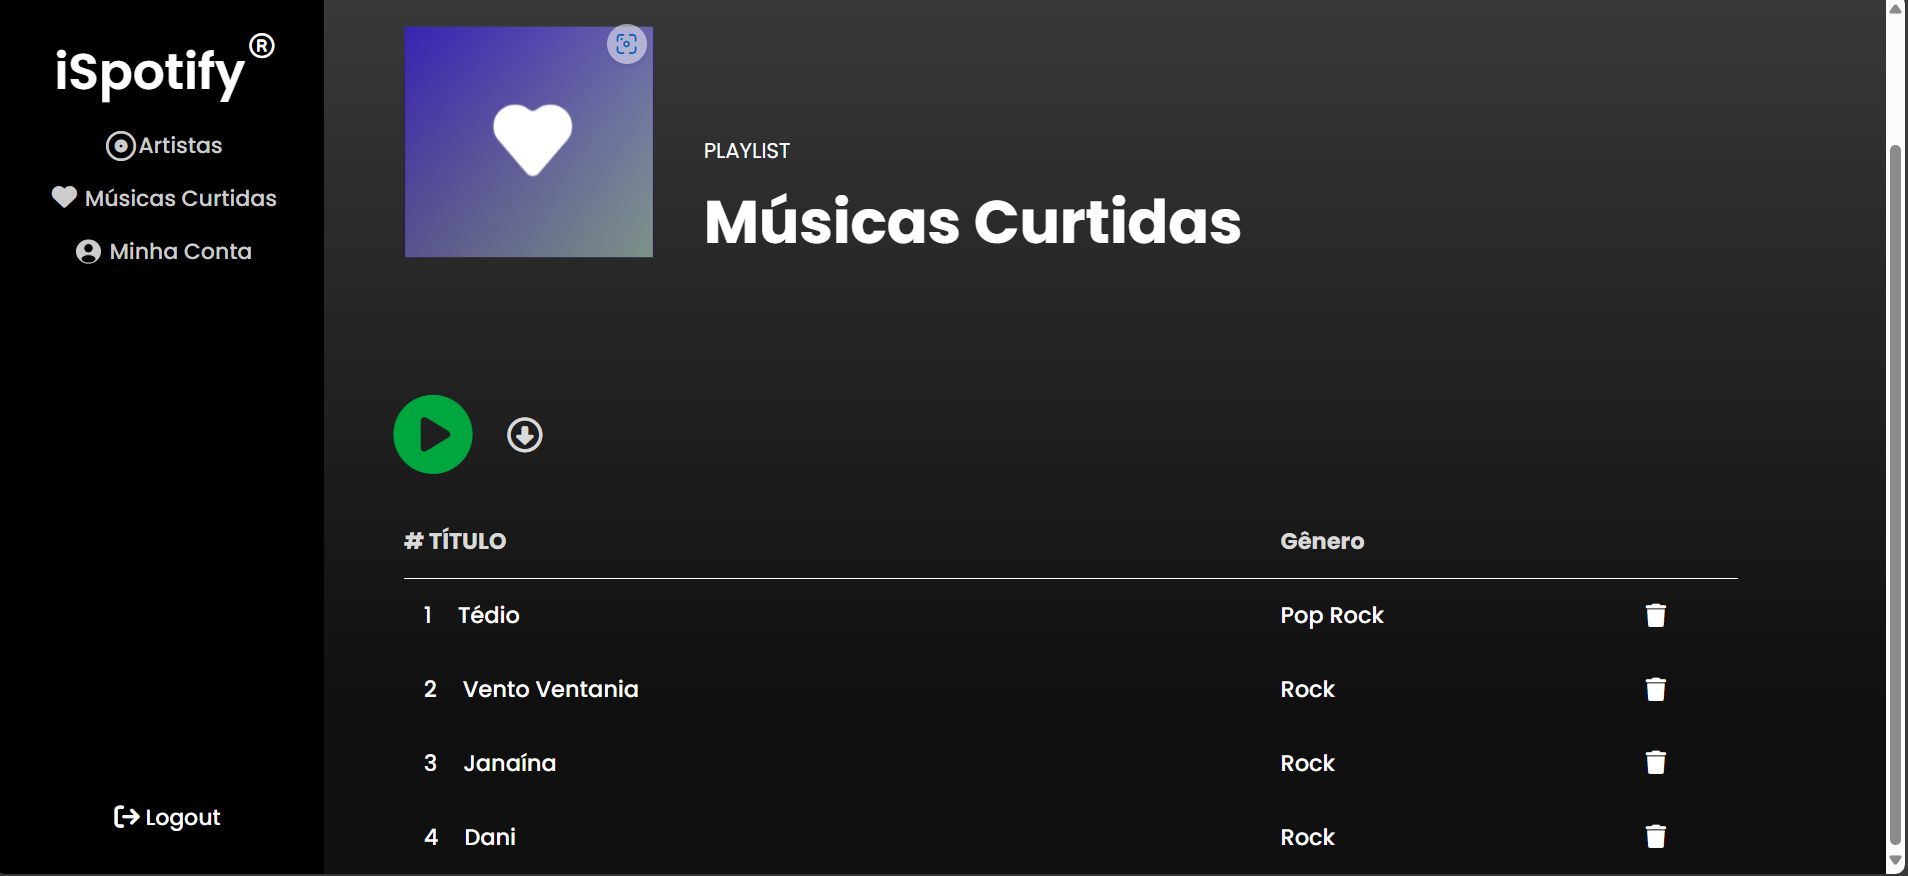 iSpotify®
Artistas
Músicas Curtidas
Minha Conta
Logout
PLAYLIST
Músicas Curtidas
# TÍTULO Gênero
1 Tédio Pop Rock
2 Vento Ventania Rock
3 Janaína Rock
4 Dani Rock